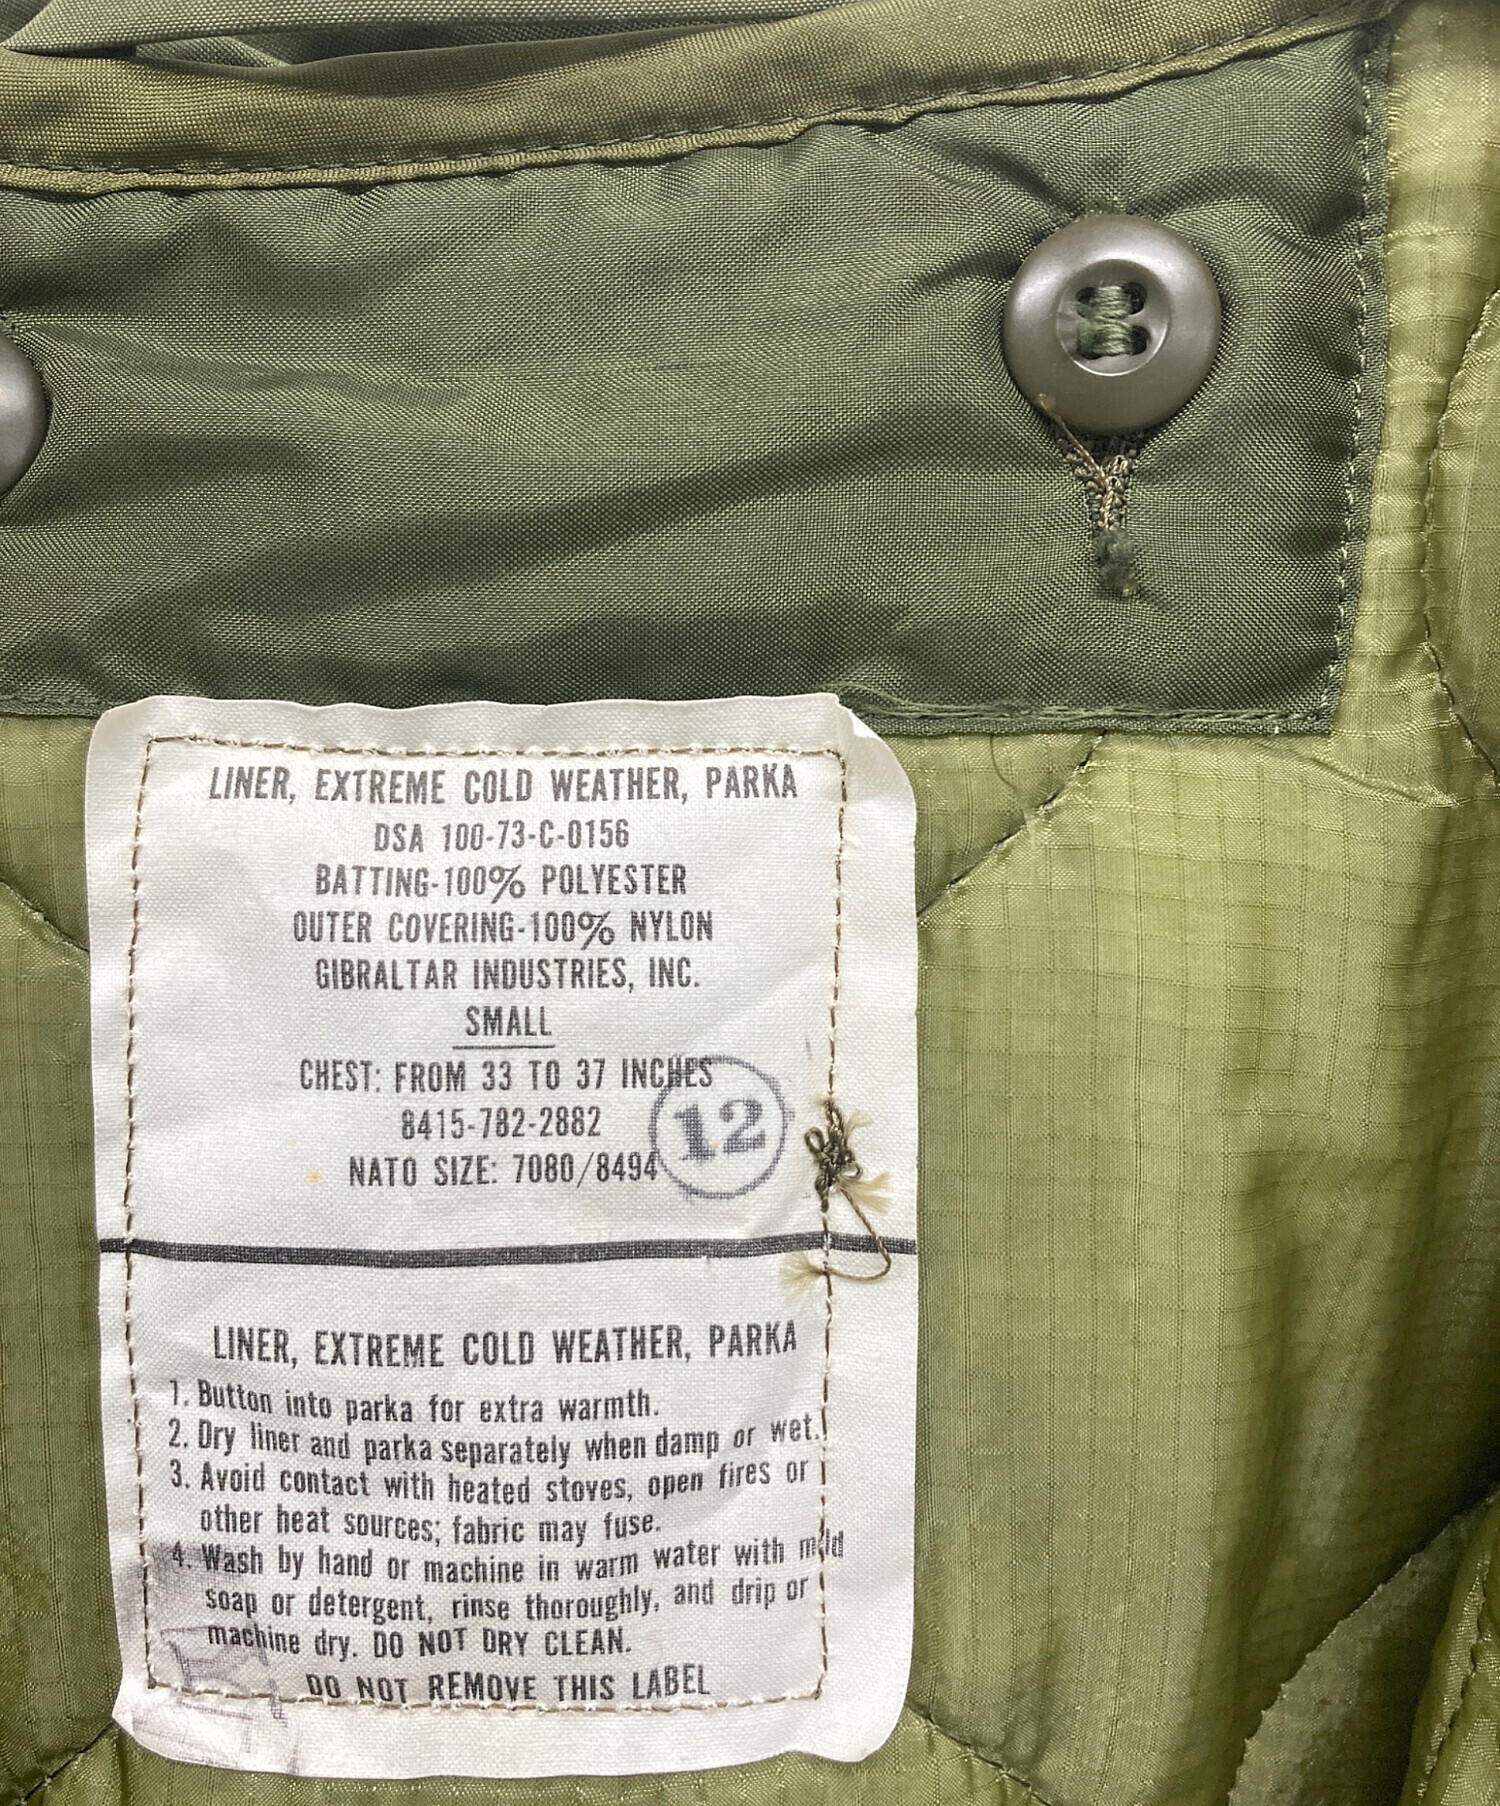 LINER, EXTREME COLD WEATHER, PARKA
DSA 100-73-C-0156
BATTING-100% POLYESTER
OUTER COVERING-100% NYLON
GIBRALTAR INDUSTRIES, INC.
SMALL
CHEST: FROM 33 TO 37 INCHES
8415-782-2882
12
NATO SIZE: 7080/8494
LINER, EXTREME COLD WEATHER, PARKA
1. Button into parka for extra warmth.
2. Dry liner and parka separately when damp or wet.
3. Avoid contact with heated stoves, open fires or
other heat sources; fabric may fuse.
4. Wash by hand or machine in warm water with mild
soap or detergent, rinse thoroughly, and drip or
machine dry. DO NOT DRY CLEAN.
DO NOT REMOVE THIS LABEL